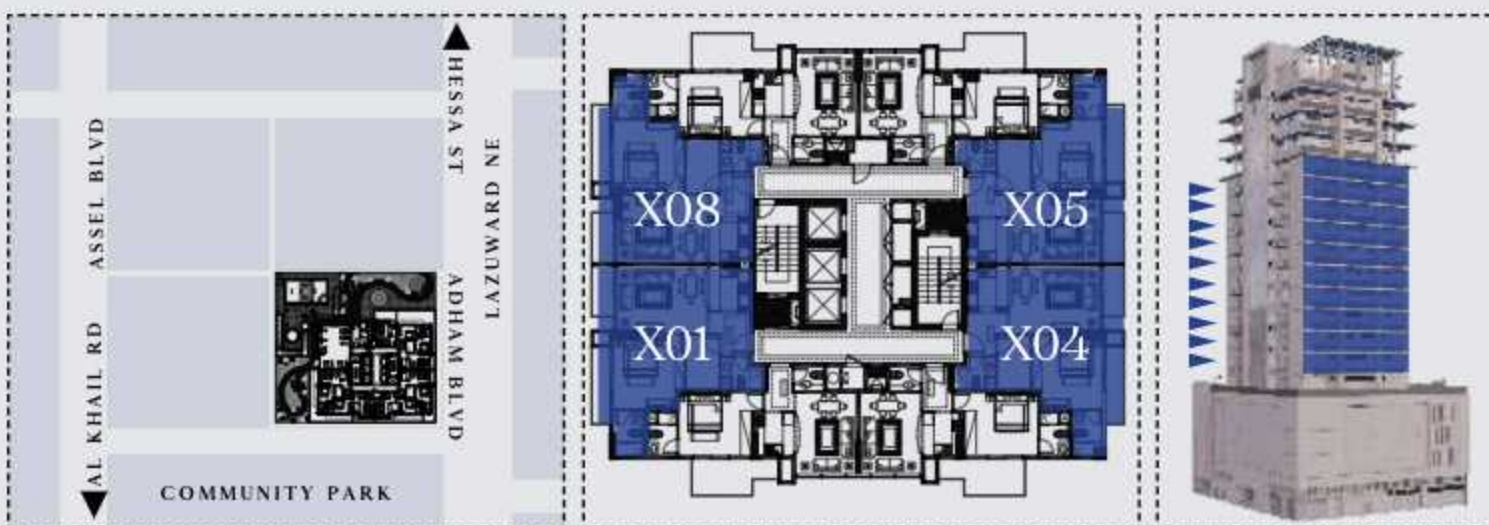 HESSA ST
ASSEL BLVD
LAZUWARD NE
AL KHAIL RD
ADHAM BLVD
COMMUNITY PARK
X08
X05
X01
X04